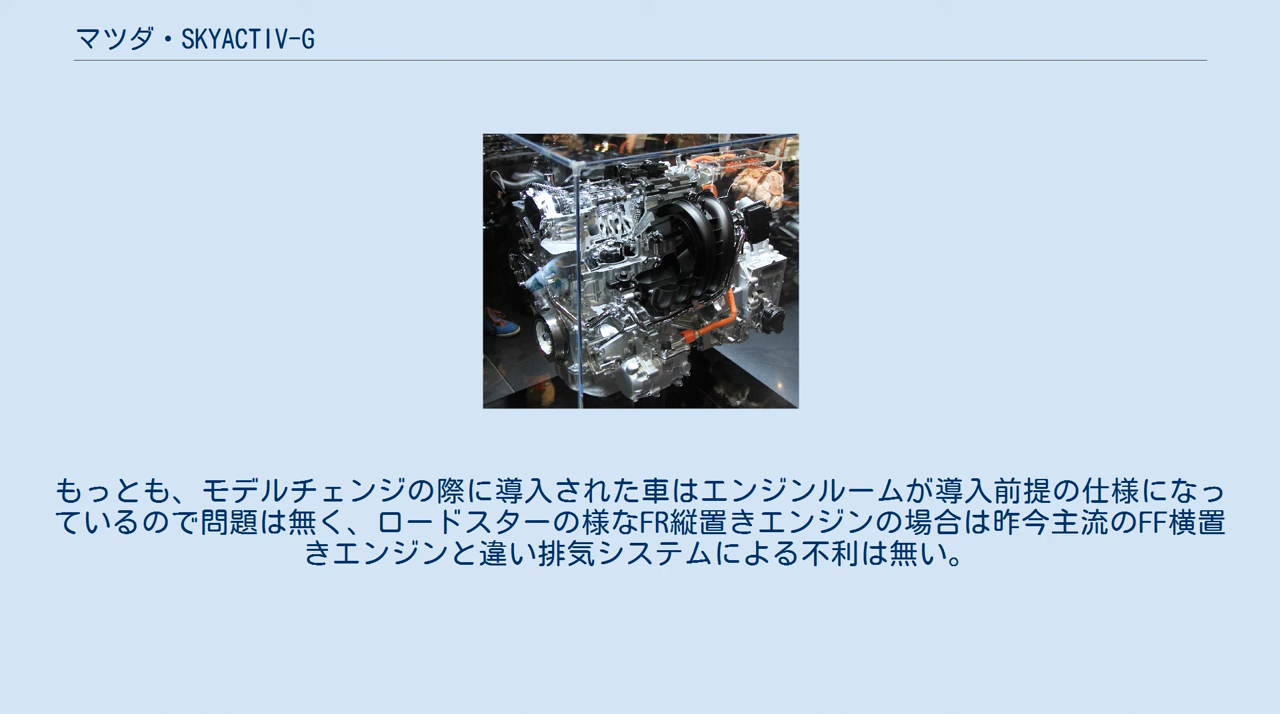 マツダ・SKYACTIV-G
もっとも、モデルチェンジの際に導入された車はエンジンルームが導入前提の仕様になっ
ているので問題は無く、ロードスターの様なFR縦置きエンジンの場合は昨今主流のFF横置
きエンジンと違い排気システムによる不利は無い。